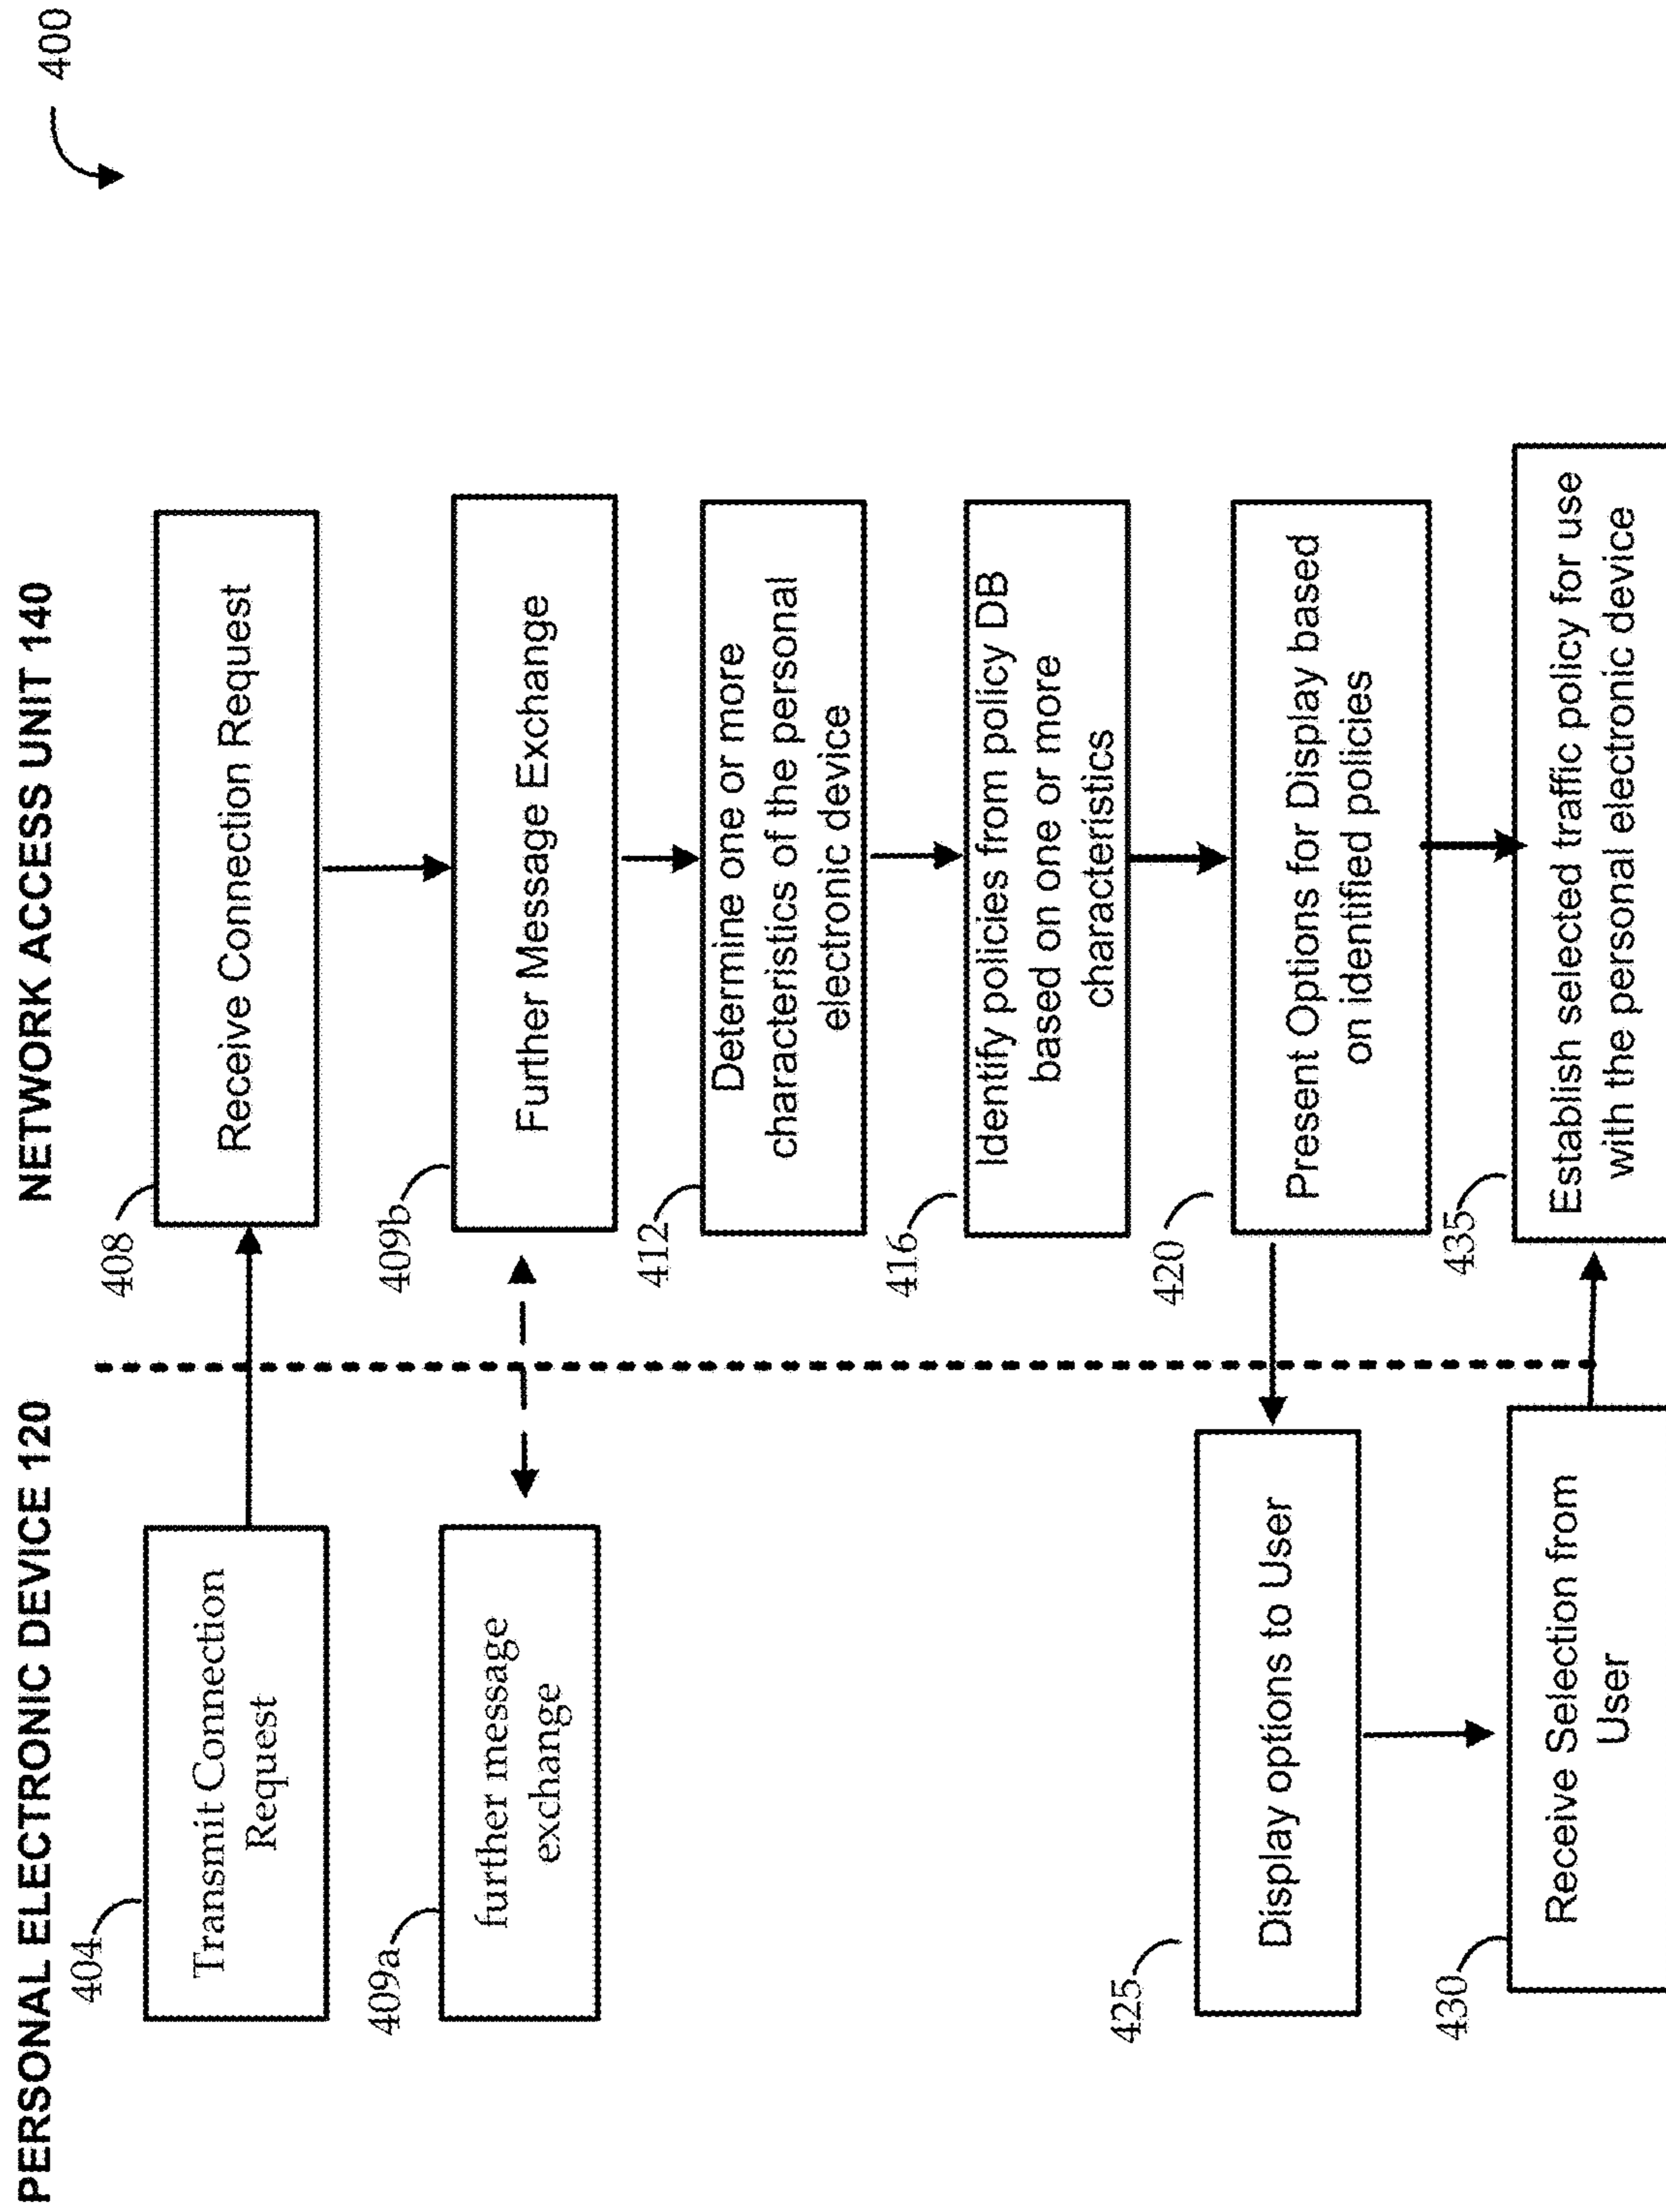 400
PERSONAL ELECTRONIC DEVICE 120
NETWORK ACCESS UNIT 140
404
Transmit Connection
Request
408
Receive Connection Request
409a
further message
exchange
409b
Further Message Exchange
412
Determine one or more
characteristics of the personal
electronic device
416
Identify policies from policy DB
based on one or more
characteristics
420
Present Options for Display based
on identified policies
425
Display options to User
430
Receive Selection from
User
435
Establish selected traffic policy for use
with the personal electronic device